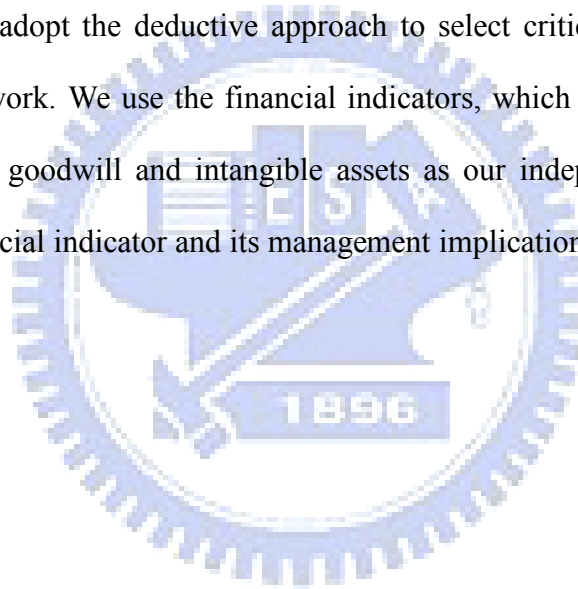 adopt the deductive approach to select critic
work. We use the financial indicators, which
goodwill and intangible assets as our indep
cial indicator and its management implication
E S A
1896